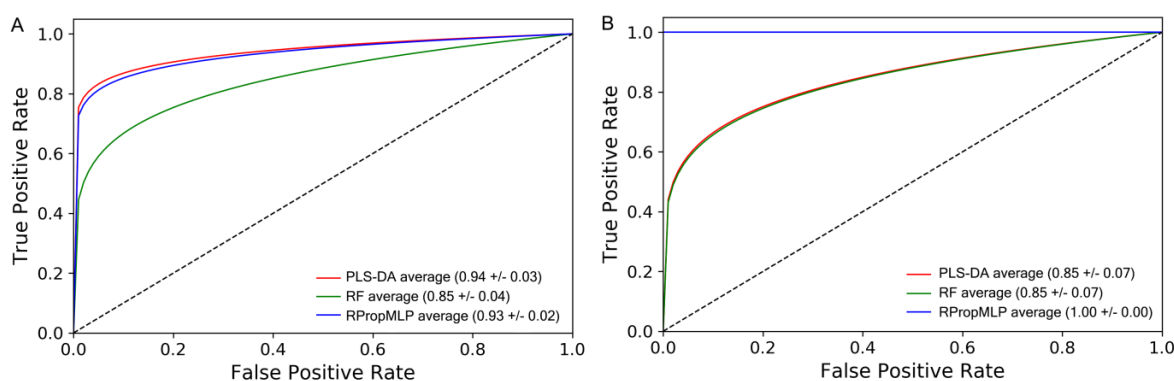 A
True Positive Rate
1.0
0.8
0.6
0.4
0.2
0.0
PLS-DA average (0.94 +/- 0.03)
RF average (0.85 +/- 0.04)
RPropMLP average (0.93 +/- 0.02)
0.0 0.2 0.4 0.6 0.8 1.0
False Positive Rate
B
True Positive Rate
1.0
0.8
0.6
0.4
0.2
0.0
PLS-DA average (0.85 +/- 0.07)
RF average (0.85 +/- 0.07)
RPropMLP average (1.00 +/- 0.00)
0.0 0.2 0.4 0.6 0.8 1.0
False Positive Rate